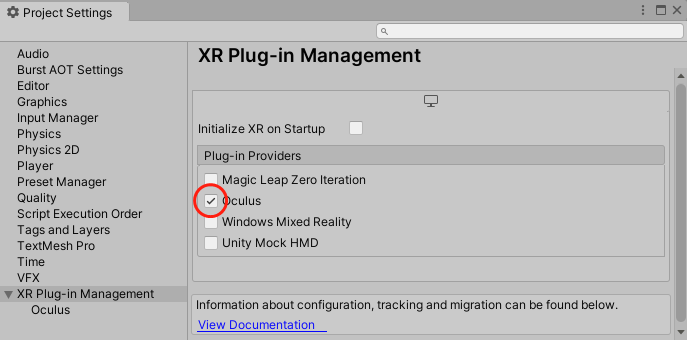 Project Settings
XR Plug-in Management
Audio
Burst AOT Settings
Editor
Graphics
Input Manager
Physics
Physics 2D
Player
Preset Manager
Quality
Script Execution Order
Tags and Layers
TextMesh Pro
Time
VFX
XR Plug-in Management
Oculus
Initialize XR on Startup
Plug-in Providers
Magic Leap Zero Iteration
Oculus
Windows Mixed Reality
Unity Mock HMD
Information about configuration, tracking and migration can be found below.
View Documentation